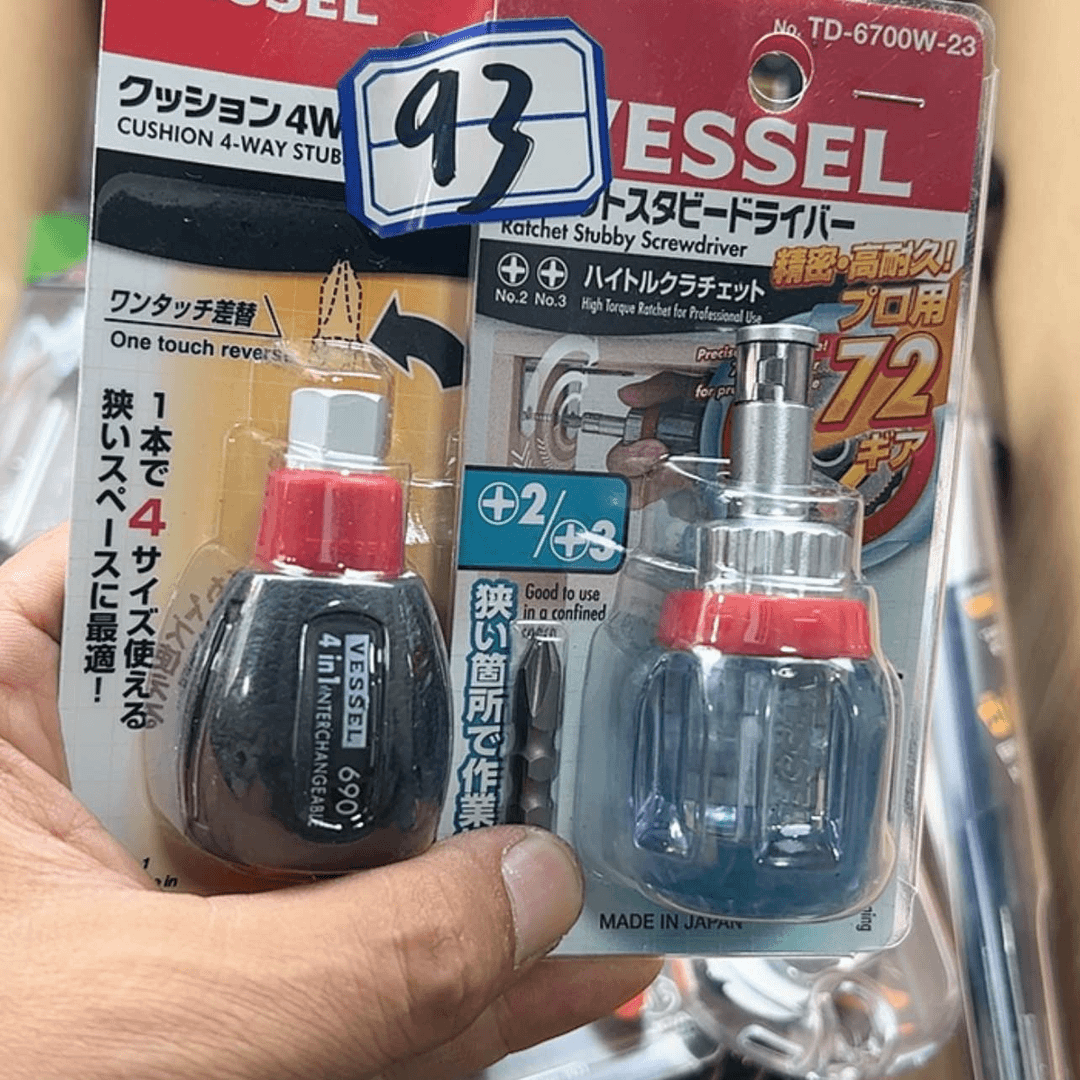 93
クッション4W
CUSHION 4-WAY STUB
ワンタッチ差替
One touch revers
1本で4サイズ使える
狭いスペースに最適！
VESSEL
4 in 1 INTERCHANGEABL
690
No. TD-6700W-23
VESSEL
トスタビードライバー
Ratchet Stubby Screwdriver
No.2 No.3
ハイトルクラチェット
High Torque Ratchet for Professional Use
精密・高耐久!
プロ用
72
ギア
+2/+3
Good to use
in a confined
狭い箇所で作業
MADE IN JAPAN